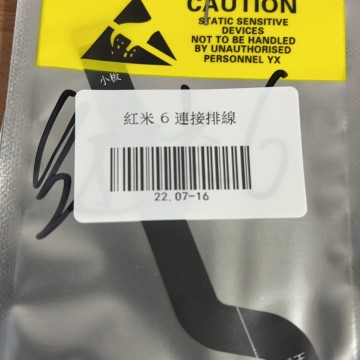 CAUTION
STATIC SENSITIVE
DEVICES
NOT TO BE HANDLED
BY UNAUTHORISED
PERSONNEL YX
小板
紅米 6 連接排線
22.07-16